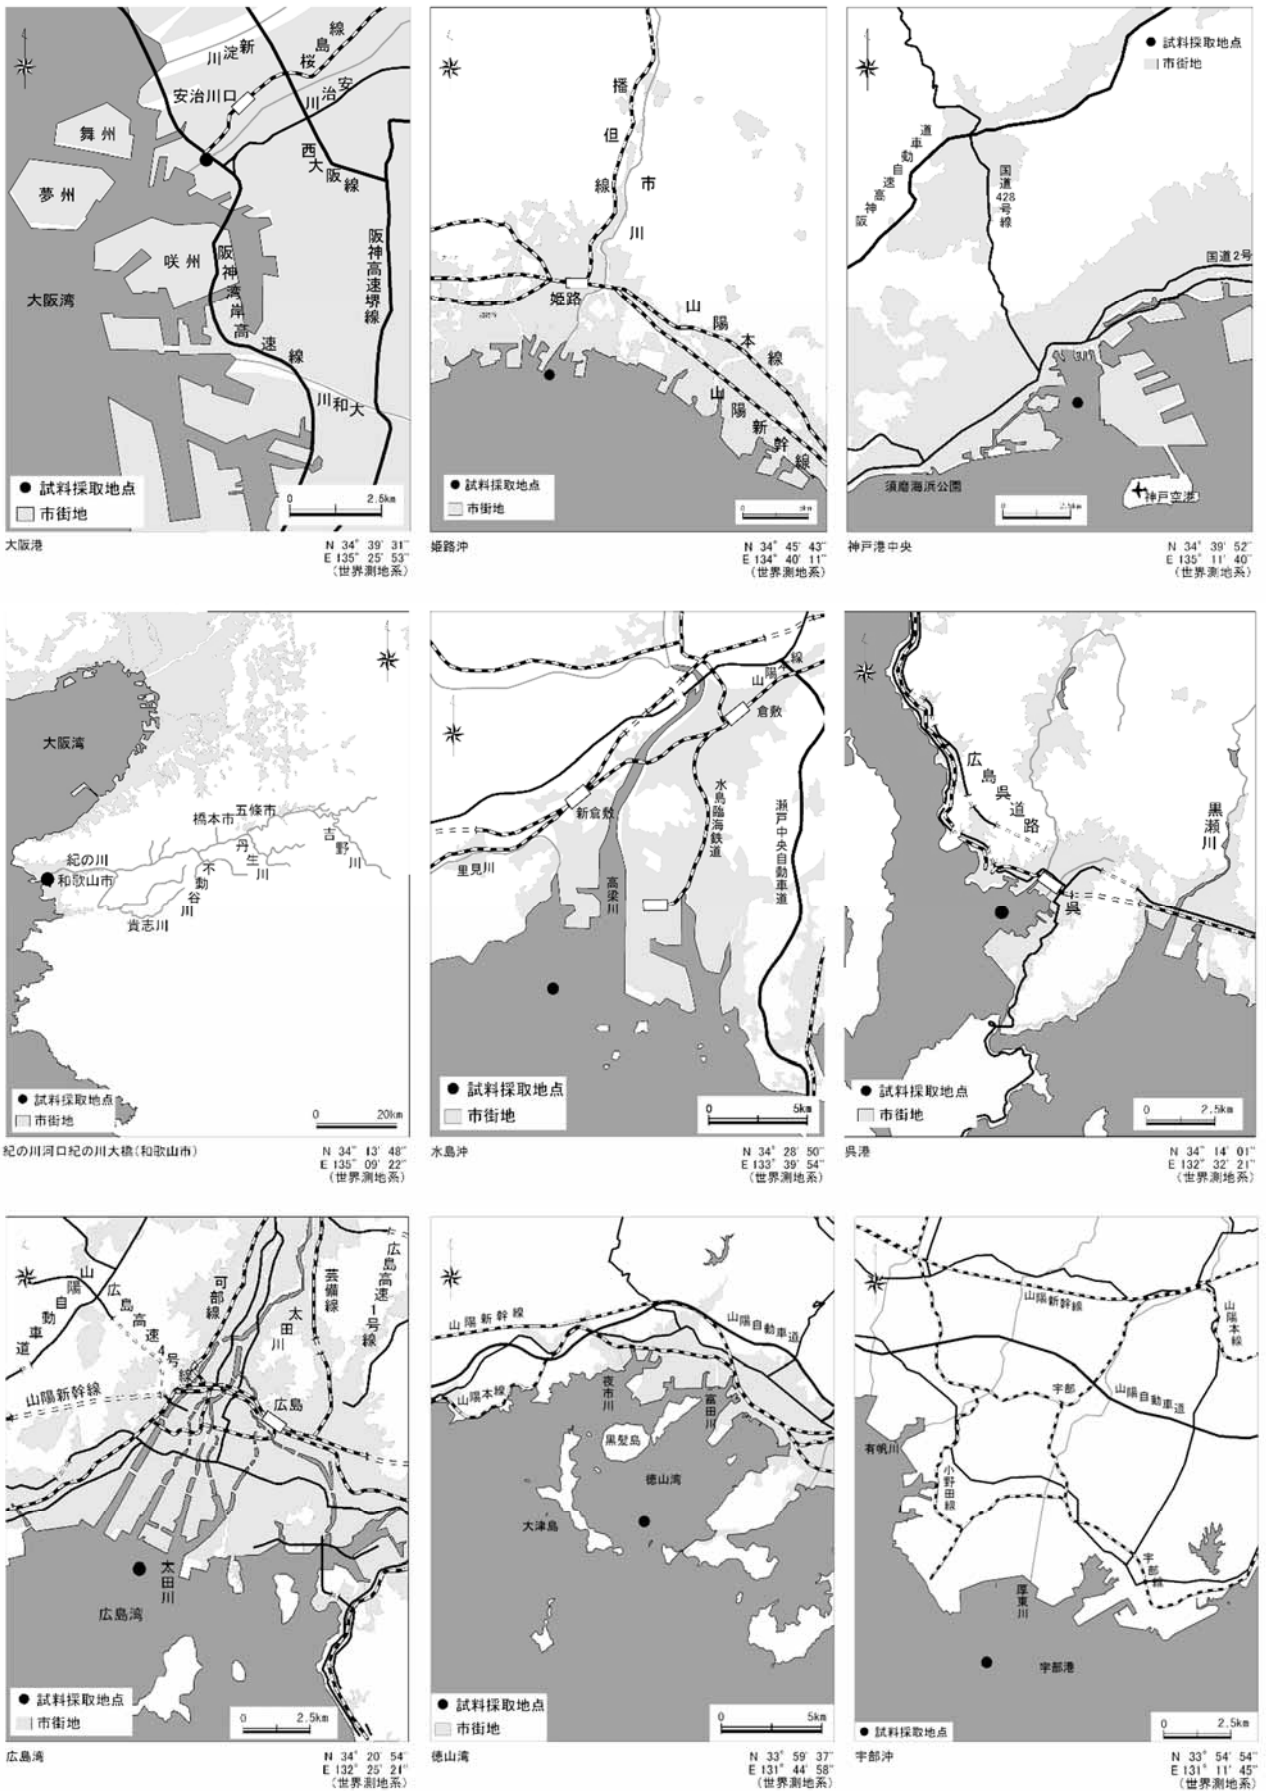 新淀川
桜島線
安治川口
安治川
舞州
夢州
西大阪線
咲州
大阪湾
阪神湾岸高速線
阪神高速堺線
大和川
● 試料採取地点
市街地
0 2.5km
大阪港
N 34° 39′ 31″
E 135° 25′ 53″
(世界測地系)
播但線
市川
姫路
山陽本線
山陽新幹線
● 試料採取地点
市街地
姫路沖
N 34° 45′ 43″
E 134° 40′ 11″
(世界測地系)
● 試料採取地点
市街地
阪神高速自動車道
国道428号線
国道2号
須磨海浜公園
神戸空港
0 2.5km
神戸港中央
N 34° 39′ 52″
E 135° 11′ 40″
(世界測地系)
大阪湾
橋本市
五條市
吉野川
紀の川
丹生川
不動谷川
和歌山市
貴志川
● 試料採取地点
市街地
0 20km
紀の川河口紀の川大橋(和歌山市)
N 34° 13′ 48″
E 135° 09′ 22″
(世界測地系)
山陽本線
倉敷
新倉敷
水島臨海鉄道
瀬戸中央自動車道
里見川
高梁川
● 試料採取地点
市街地
0 5km
水島沖
N 34° 28′ 50″
E 133° 39′ 54″
(世界測地系)
広島呉道路
黒瀬川
呉
● 試料採取地点
市街地
0 2.5km
呉港
N 34° 14′ 01″
E 132° 32′ 21″
(世界測地系)
山陽自動車道
広島高速4号線
可部線
太田川
芸備線
広島高速1号線
山陽新幹線
広島
太田川
広島湾
● 試料採取地点
市街地
0 2.5km
広島湾
N 34° 20′ 54″
E 132° 25′ 21″
(世界測地系)
山陽新幹線
山陽自動車道
山陽本線
夜市川
富田川
黒髪島
徳山湾
大津島
● 試料採取地点
市街地
0 5km
徳山湾
N 33° 59′ 37″
E 131° 44′ 58″
(世界測地系)
山陽新幹線
山陽本線
宇部
山陽自動車道
有帆川
小野田線
宇部線
厚東川
宇部港
● 試料採取地点
0 2.5km
宇部沖
N 33° 54′ 54″
E 131° 11′ 45″
(世界測地系)